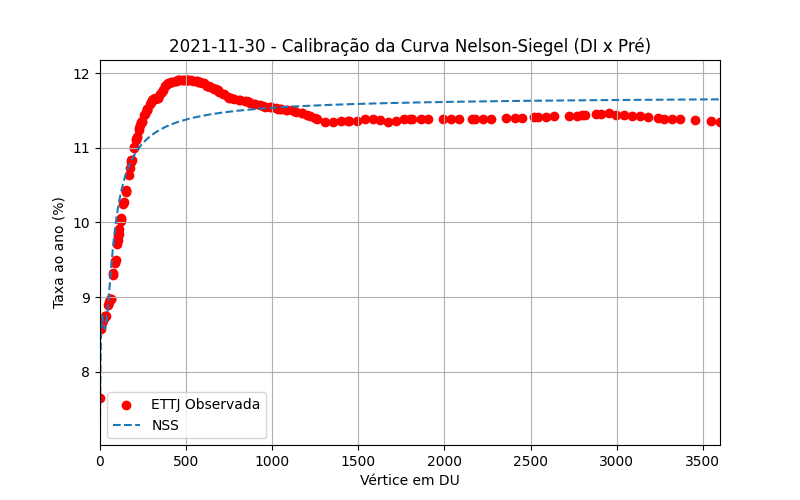 2021-11-30 - Calibração da Curva Nelson-Siegel (DI x Pré)
12
11
10
9
8
Taxa ao ano (%)
ETTJ Observada
NSS
0 500 1000 1500 2000 2500 3000 3500
Vértice em DU